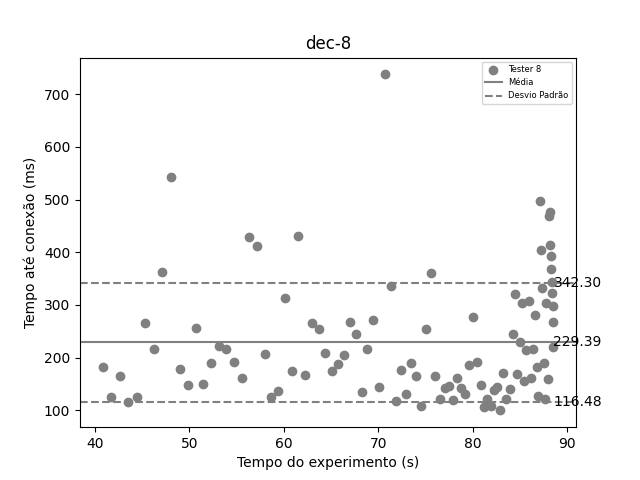 dec-8
Tester 8
Média
Desvio Padrão
Tempo até conexão (ms)
700
600
500
400
300
200
100
342.30
229.39
116.48
40 50 60 70 80 90
Tempo do experimento (s)